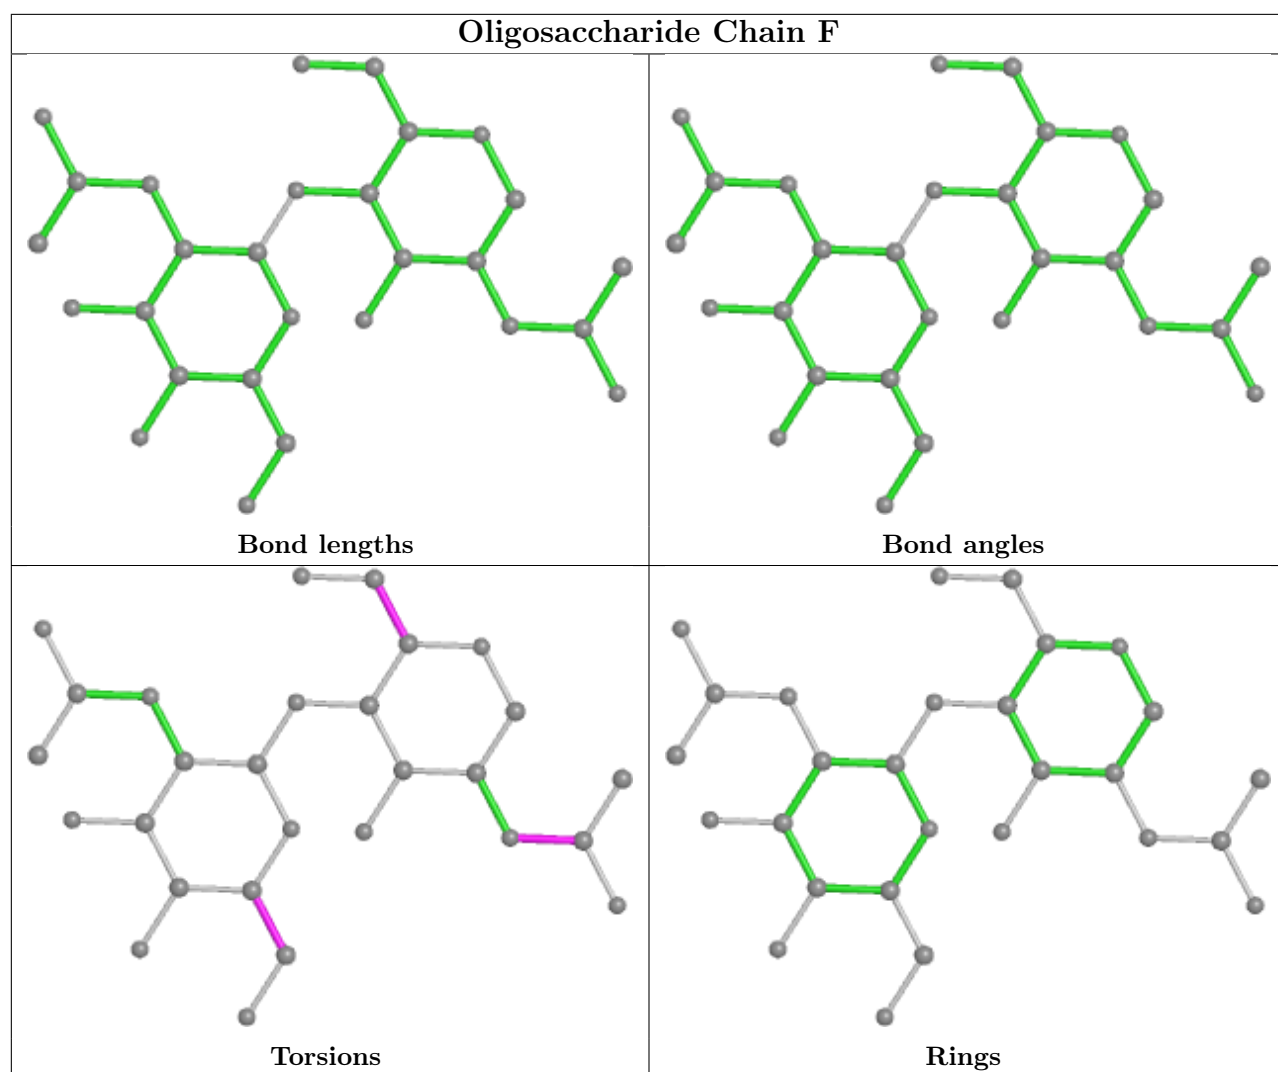 Oligosaccharide Chain F
Bond lengths
Bond angles
Torsions
Rings